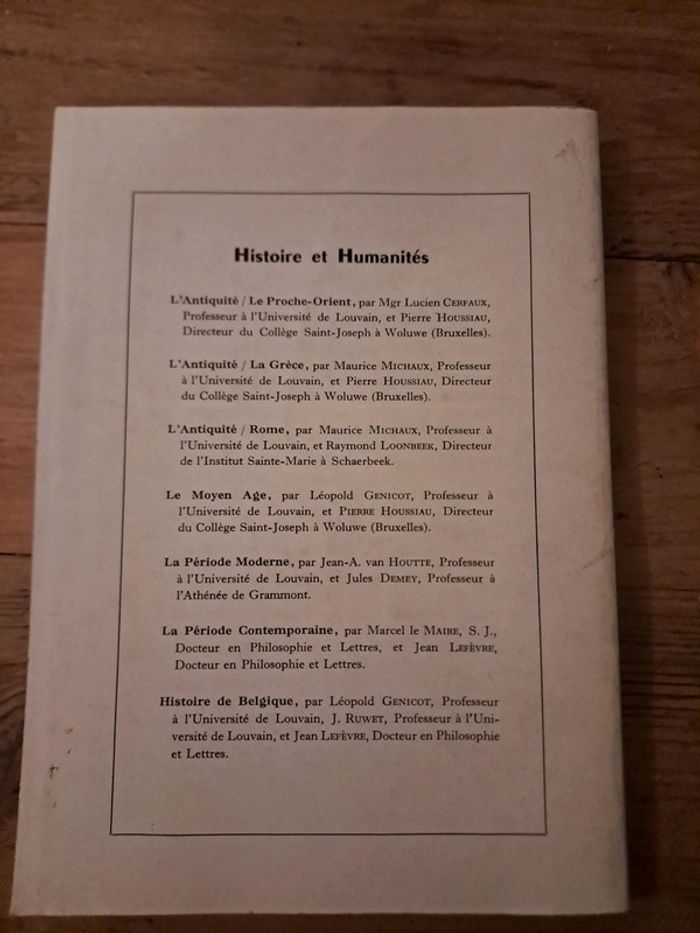 Histoire et Humanités
L'Antiquité / Le Proche-Orient, par Mgr Lucien CERFAUX,
Professeur à l'Université de Louvain, et Pierre HOUSSIAU,
Directeur du Collège Saint-Joseph à Woluwe (Bruxelles).
L'Antiquité / La Grèce, par Maurice MICHAUX, Professeur
à l'Université de Louvain, et Pierre HOUSSIAU, Directeur
du Collège Saint-Joseph à Woluwe (Bruxelles).
L'Antiquité / Rome, par Maurice MICHAUX, Professeur à
l'Université de Louvain, et Raymond LOONBEEK, Directeur
de l'Institut Sainte-Marie à Schaerbeek.
Le Moyen Age, par Léopold GENICOT, Professeur à
l'Université de Louvain, et PIERRE HOUSSIAU, Directeur
du Collège Saint-Joseph à Woluwe (Bruxelles).
La Période Moderne, par Jean-A. van HOUTTE, Professeur
à l'Université de Louvain, et Jules DEMEY, Professeur à
l'Athénée de Grammont.
La Période Contemporaine, par Marcel le MAIRE, S. J.,
Docteur en Philosophie et Lettres, et Jean LEFÈVRE,
Docteur en Philosophie et Lettres.
Histoire de Belgique, par Léopold GENICOT, Professeur
à l'Université de Louvain, J. RUWET, Professeur à l'Uni-
versité de Louvain, et Jean LEFÈVRE, Docteur en Philosophie
et Lettres.